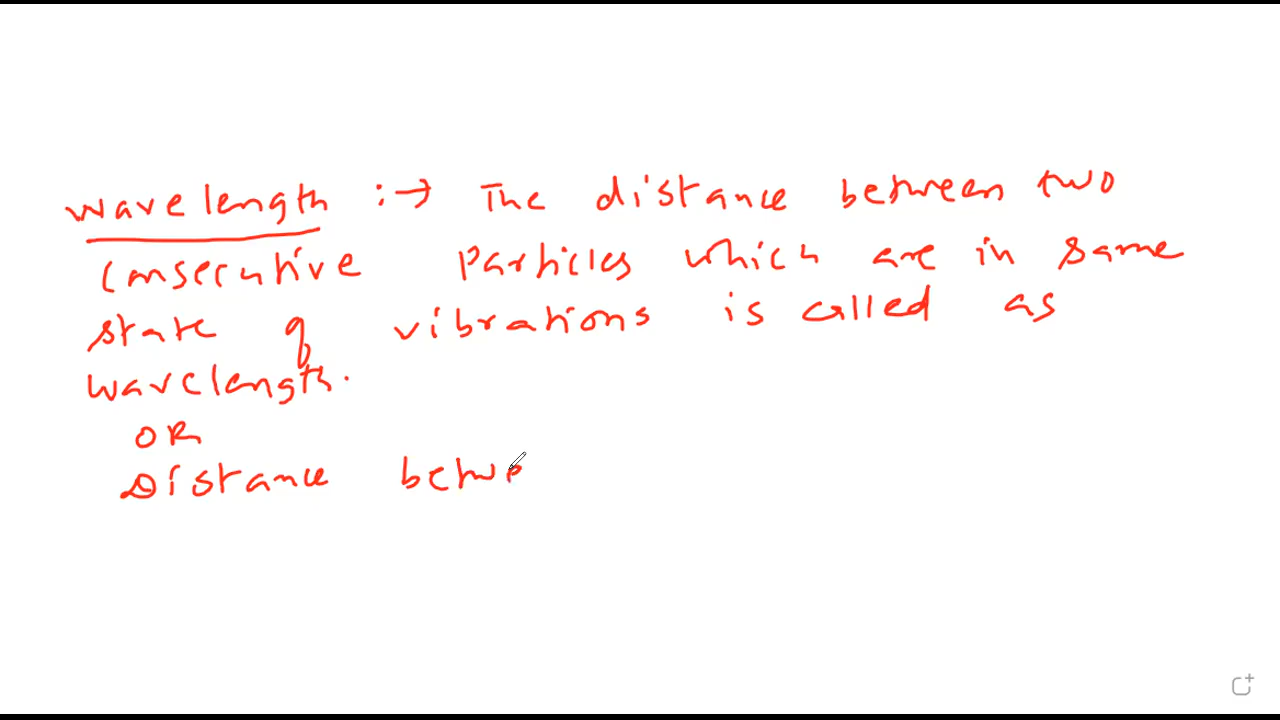 wavelength :→ The distance between two
consecutive particles which are in same
state of vibrations is called as
wavelength.
OR
Distance betwe